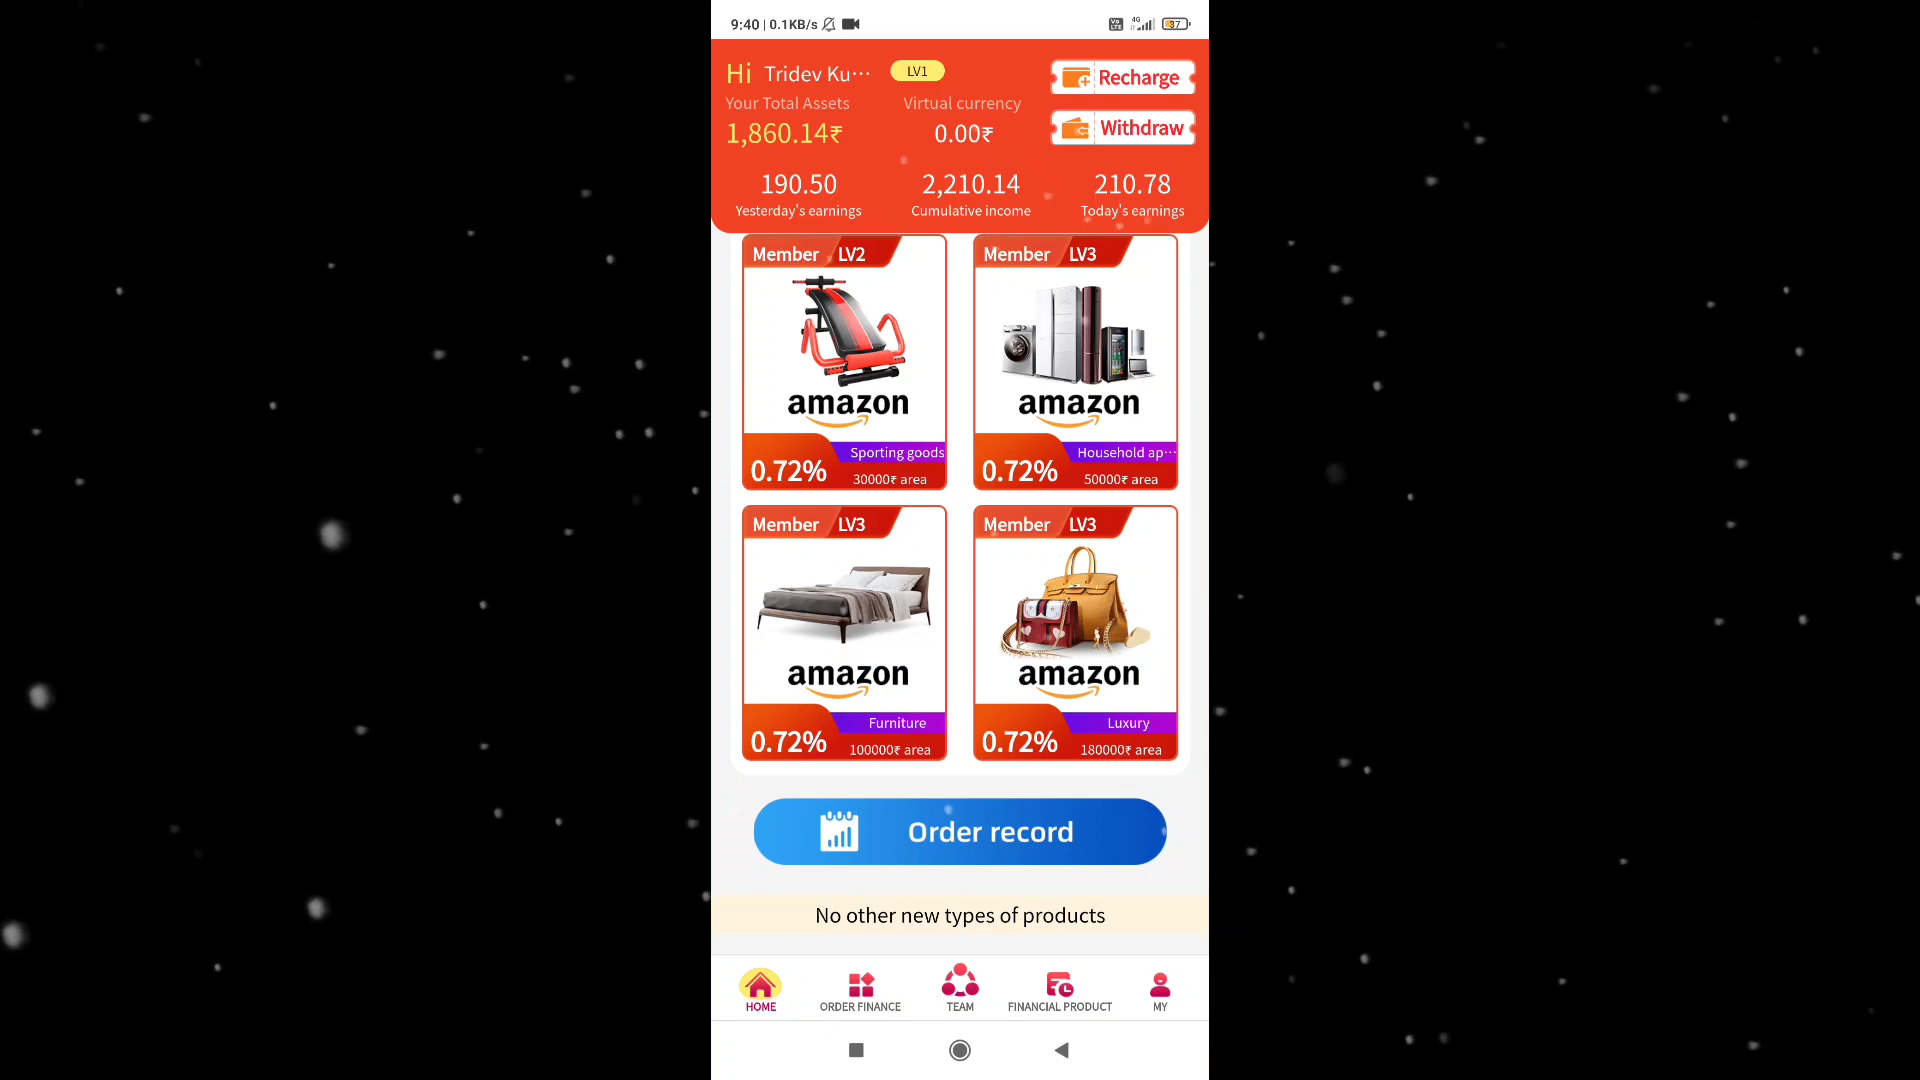 9:40 | 0.1KB/s
Vo LTE 4G 37
Hi Tridev Ku··· LV1
Recharge
Your Total Assets Virtual currency
1,860.14₹ 0.00₹
Withdraw
190.50 2,210.14 210.78
Yesterday's earnings Cumulative income Today's earnings
Member LV2 Member LV3
amazon amazon
Sporting goods Household ap···
0.72% 0.72%
30000₹ area 50000₹ area
Member LV3 Member LV3
amazon amazon
Furniture Luxury
0.72% 0.72%
100000₹ area 180000₹ area
Order record
No other new types of products
HOME ORDER FINANCE TEAM FINANCIAL PRODUCT MY